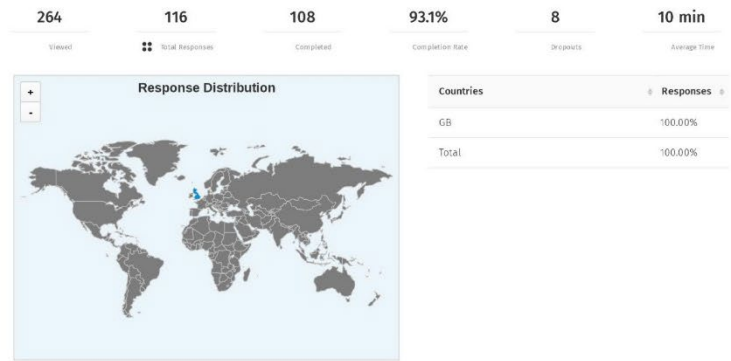 264 116 108 93.1% 8 10 min
Viewed Total Responses Completed Completion Rate Dropouts Average Time
+
-
Response Distribution
Countries Responses
GB 100.00%
Total 100.00%